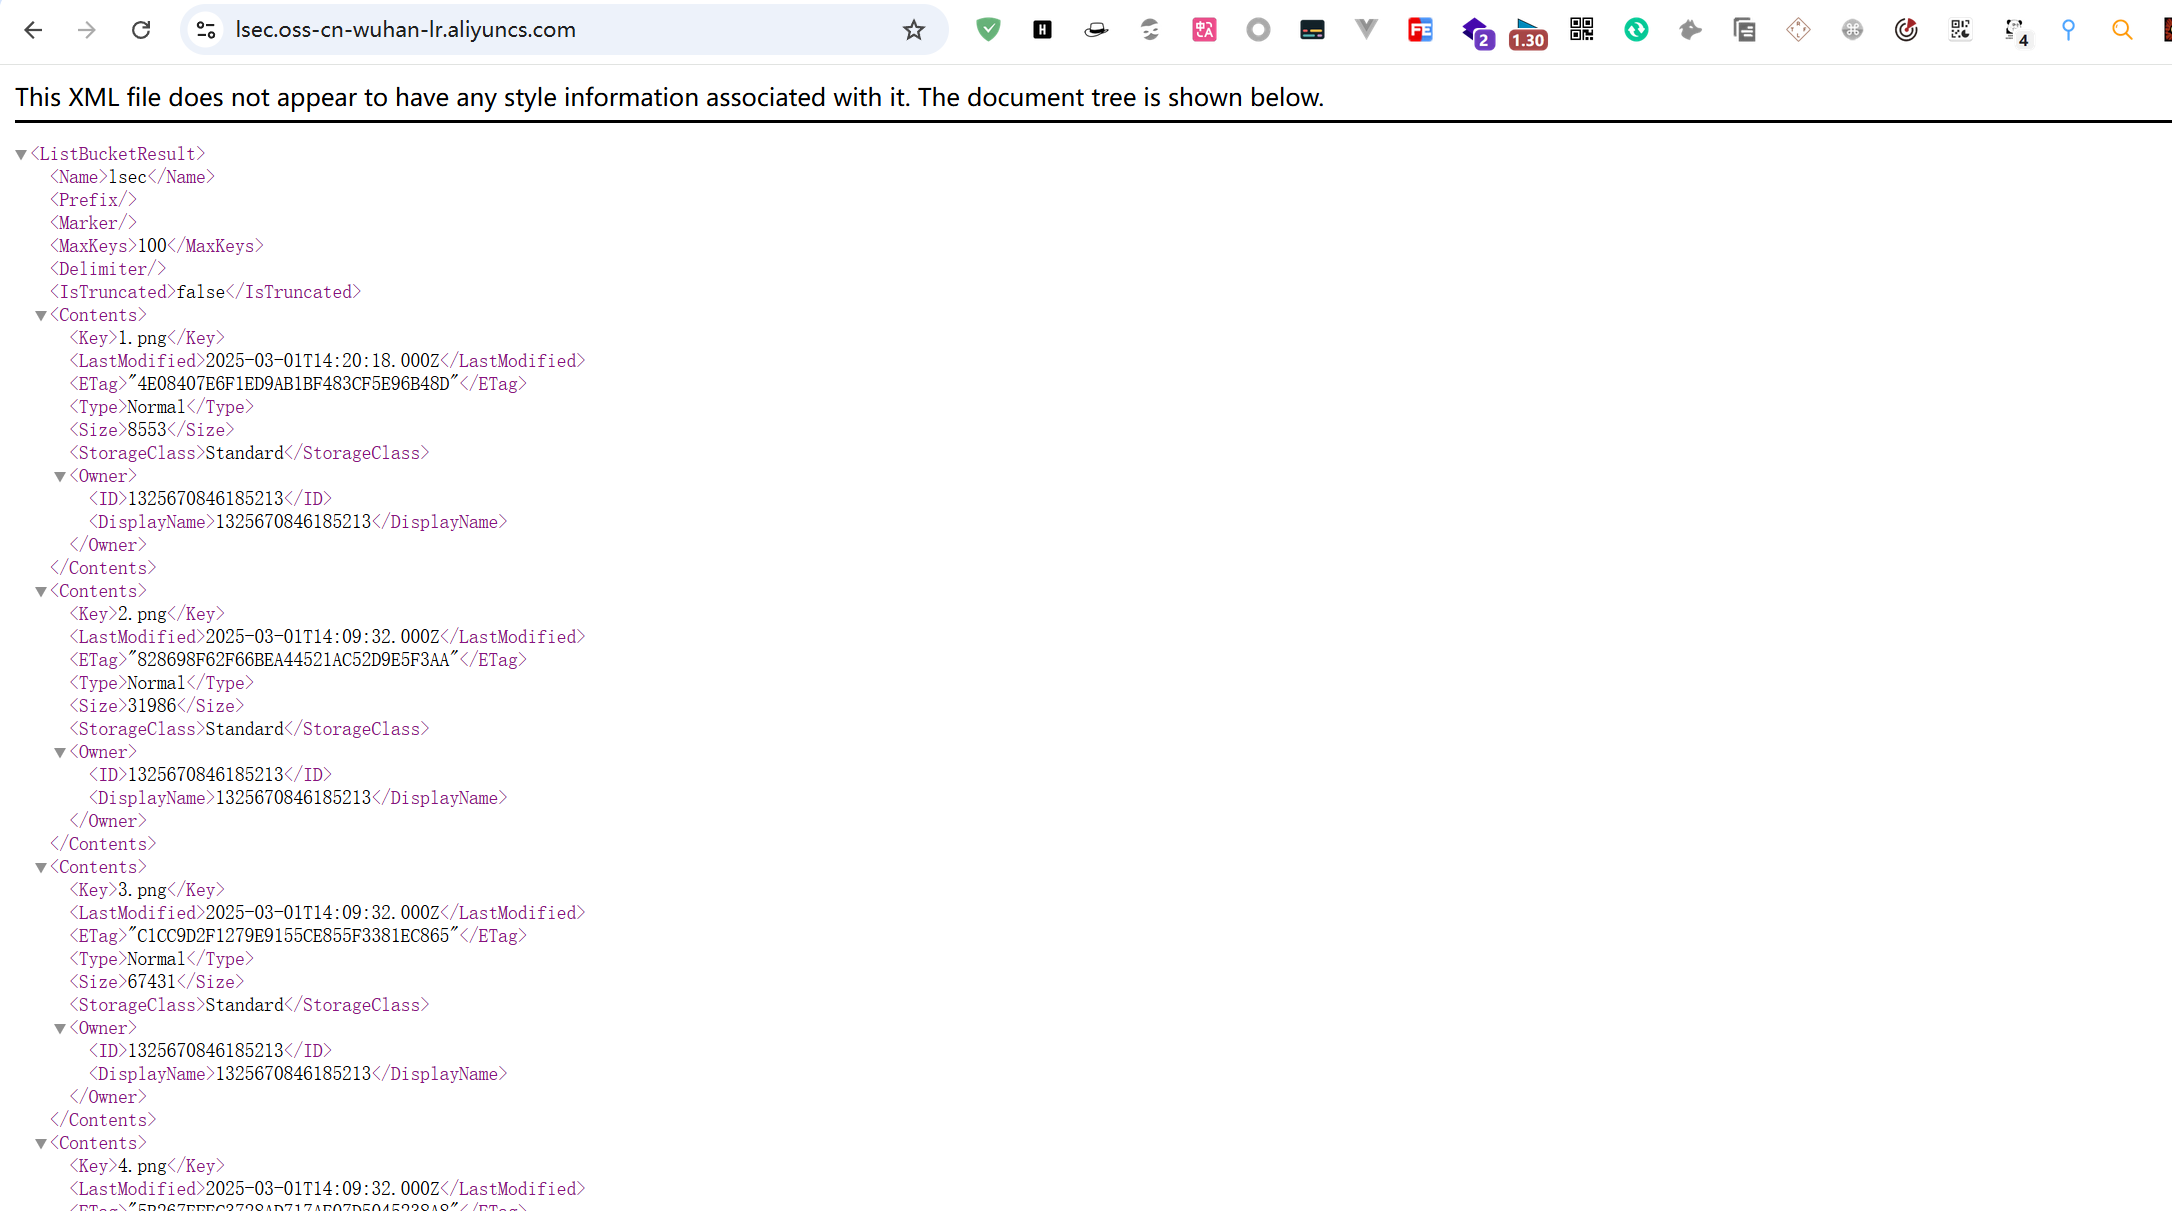 lsec.oss-cn-wuhan-lr.aliyuncs.com
H
中A
FE
2
1.30
4
This XML file does not appear to have any style information associated with it. The document tree is shown below.
▼<ListBucketResult>
<Name>lsec</Name>
<Prefix/>
<Marker/>
<MaxKeys>100</MaxKeys>
<Delimiter/>
<IsTruncated>false</IsTruncated>
▼<Contents>
<Key>1.png</Key>
<LastModified>2025-03-01T14:20:18.000Z</LastModified>
<ETag>"4E08407E6F1ED9AB1BF483CF5E96B48D"</ETag>
<Type>Normal</Type>
<Size>8553</Size>
<StorageClass>Standard</StorageClass>
▼<Owner>
<ID>1325670846185213</ID>
<DisplayName>1325670846185213</DisplayName>
</Owner>
</Contents>
▼<Contents>
<Key>2.png</Key>
<LastModified>2025-03-01T14:09:32.000Z</LastModified>
<ETag>"828698F62F66BEA44521AC52D9E5F3AA"</ETag>
<Type>Normal</Type>
<Size>31986</Size>
<StorageClass>Standard</StorageClass>
▼<Owner>
<ID>1325670846185213</ID>
<DisplayName>1325670846185213</DisplayName>
</Owner>
</Contents>
▼<Contents>
<Key>3.png</Key>
<LastModified>2025-03-01T14:09:32.000Z</LastModified>
<ETag>"C1CC9D2F1279E9155CE855F3381EC865"</ETag>
<Type>Normal</Type>
<Size>67431</Size>
<StorageClass>Standard</StorageClass>
▼<Owner>
<ID>1325670846185213</ID>
<DisplayName>1325670846185213</DisplayName>
</Owner>
</Contents>
▼<Contents>
<Key>4.png</Key>
<LastModified>2025-03-01T14:09:32.000Z</LastModified>